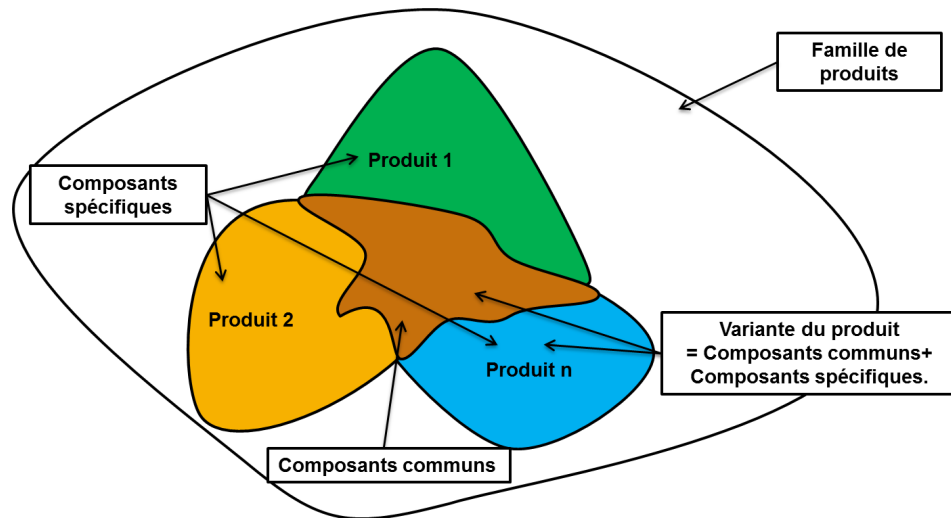 Famille de
produits
Produit 1
Composants
spécifiques
Produit 2
Variante du produit
= Composants communs+
Composants spécifiques.
Produit n
Composants communs